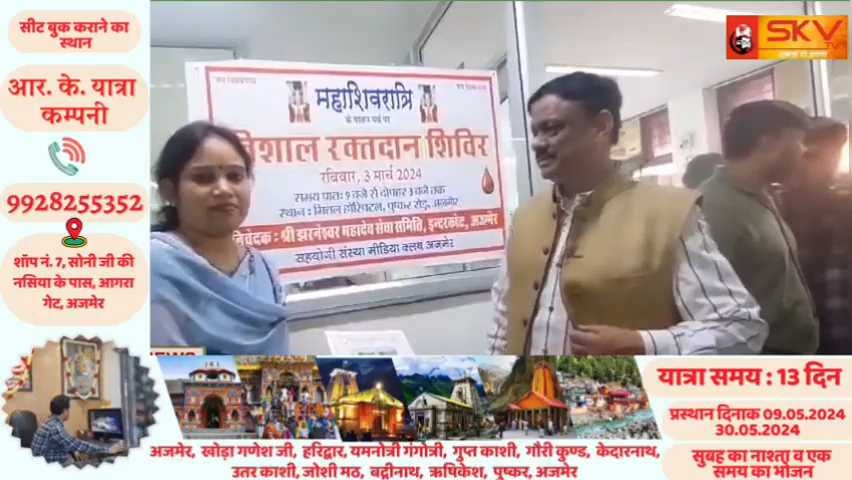 सीट बुक कराने का
स्थान
आर. के. यात्रा
कम्पनी
9928255352
शॉप नं. 7, सोनी जी की
नसिया के पास, आगरा
गेट, अजमेर
SKV
TV
महाशिवरात्रि
के पावन पर्व पर
विशाल रक्तदान शिविर
रविवार, 3 मार्च 2024
समय प्रातः 9 बजे से दोपहर 3 बजे तक
स्थान : मित्तल हॉस्पिटल, पुष्कर रोड, अजमेर
निवेदक : श्री झरनेश्वर महादेव सेवा समिति, इन्दरकोट, अजमेर
सहयोगी संस्था मीडिया क्लब अजमेर
NEWS
यात्रा समय : 13 दिन
प्रस्थान दिनाक 09.05.2024
30.05.2024
सुबह का नाश्ता व एक
समय का भोजन
अजमेर, खोड़ा गणेश जी, हरिद्वार, यमनोत्री गंगोत्री, गुप्त काशी, गौरी कुण्ड, केदारनाथ,
उतर काशी, जोशी मठ, बद्रीनाथ, ऋषिकेश, पुष्कर, अजमेर